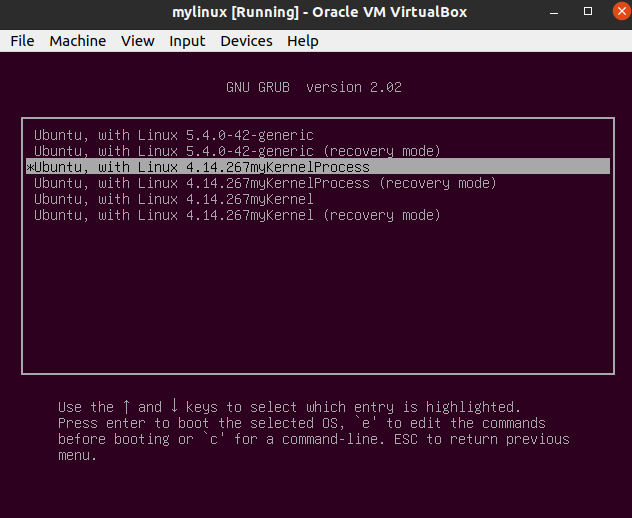 mylinux [Running] - Oracle VM VirtualBox
File Machine View Input Devices Help
GNU GRUB version 2.02
Ubuntu, with Linux 5.4.0-42-generic
Ubuntu, with Linux 5.4.0-42-generic (recovery mode)
*Ubuntu, with Linux 4.14.267myKernelProcess
Ubuntu, with Linux 4.14.267myKernelProcess (recovery mode)
Ubuntu, with Linux 4.14.267myKernel
Ubuntu, with Linux 4.14.267myKernel (recovery mode)
Use the ↑ and ↓ keys to select which entry is highlighted.
Press enter to boot the selected OS, `e' to edit the commands
before booting or `c' for a command-line. ESC to return previous
menu.